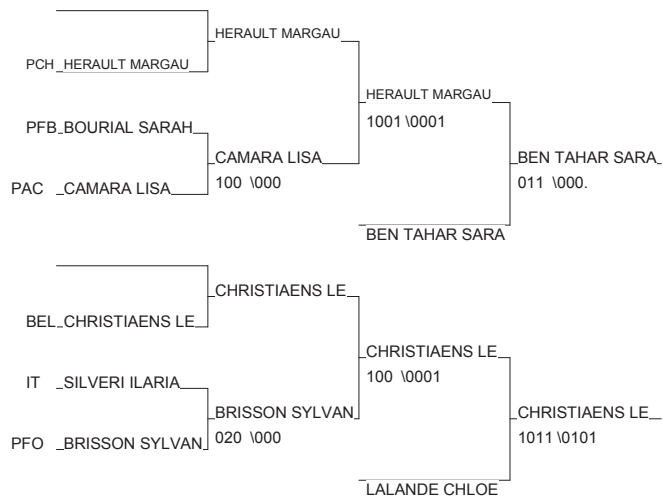 HERAULT MARGAU
PCH HERAULT MARGAU
HERAULT MARGAU
1001 \0001
PFB BOURIAL SARAH
CAMARA LISA
100 \000
BEN TAHAR SARA
011 \000.
PAC CAMARA LISA
BEN TAHAR SARA
CHRISTIAENS LE
BEL CHRISTIAENS LE
CHRISTIAENS LE
100 \0001
IT SILVERI ILARIA
BRISSON SYLVAN
020 \000
CHRISTIAENS LE
1011 \0101
PFO BRISSON SYLVAN
LALANDE CHLOE